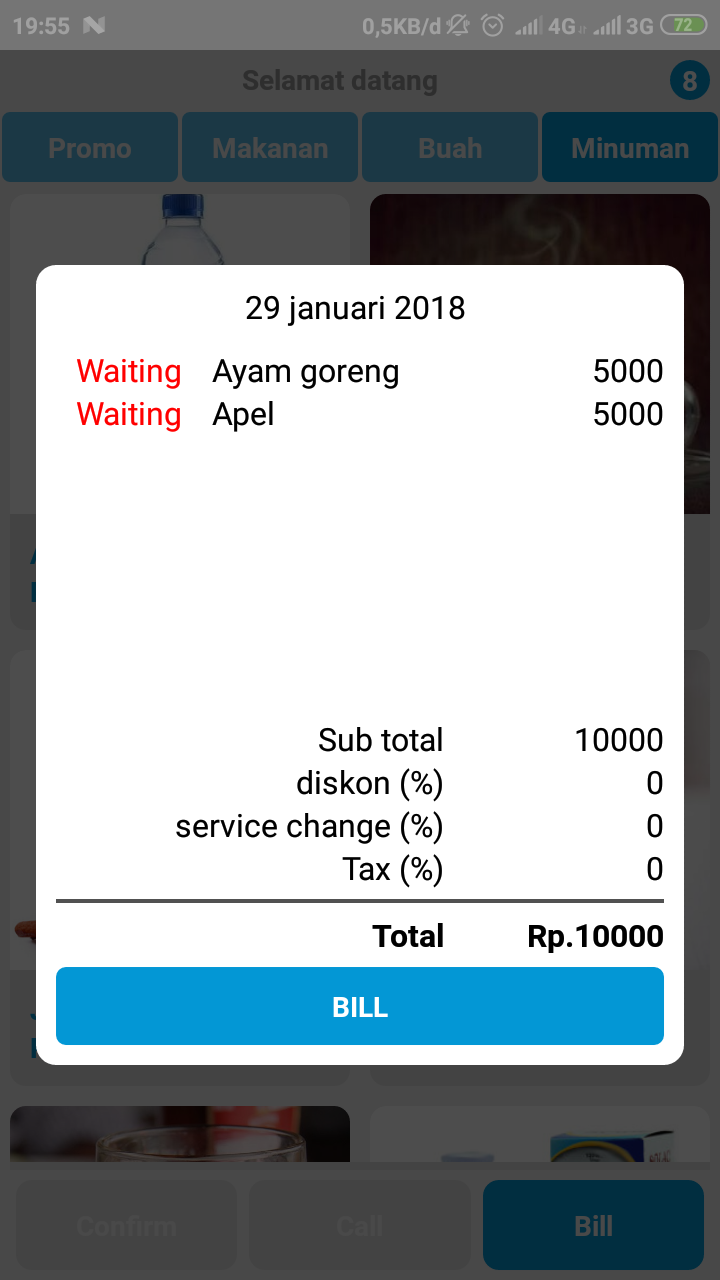 19:55 0,5KB/d 4G 3G 72
Selamat datang 8
Promo Makanan Buah Minuman
29 januari 2018
Waiting Ayam goreng 5000
Waiting Apel 5000
Sub total 10000
diskon (%) 0
service change (%) 0
Tax (%) 0
Total Rp.10000
BILL
Confirm Call Bill